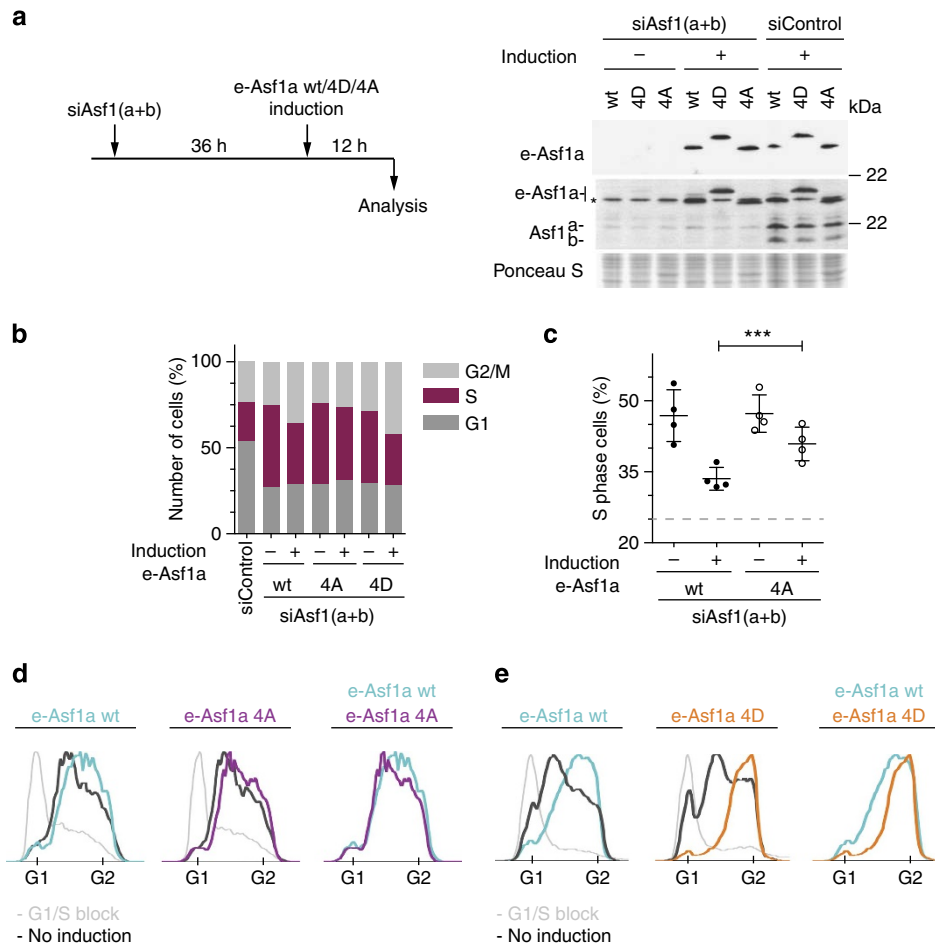 a
siAsf1(a+b)
e-Asf1a wt/4D/4A
induction
36 h
12 h
Analysis
siAsf1(a+b) siControl
Induction − + +
wt 4D 4A wt 4D 4A wt 4D 4A kDa
e-Asf1a
22
e-Asf1a-
*
22
Asf1 a-
b-
Ponceau S
b
Number of cells (%)
100
50
0
G2/M
S
G1
Induction − + − + − +
e-Asf1a
siControl
wt 4A 4D
siAsf1(a+b)
c
***
S phase cells (%)
50
35
20
Induction − + − +
e-Asf1a
wt 4A
siAsf1(a+b)
d
e-Asf1a wt
e-Asf1a 4A
e-Asf1a wt
e-Asf1a 4A
G1 G2 G1 G2 G1 G2
- G1/S block
- No induction
e
e-Asf1a wt
e-Asf1a 4D
e-Asf1a wt
e-Asf1a 4D
G1 G2 G1 G2 G1 G2
- G1/S block
- No induction